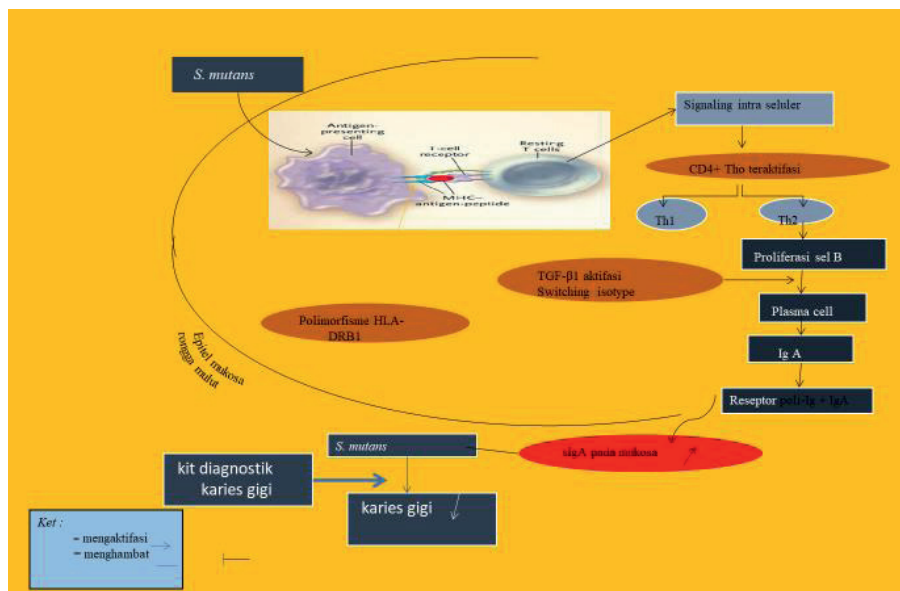 S. mutans
Antigen-
presenting
cell
T-cell
receptor
Resting
T cells
MHC–
antigen-peptide
Signaling intra seluler
CD4+ Tho teraktifasi
Th1
Th2
Proliferasi sel B
TGF-β1 aktifasi
Switching isotype
Plasma cell
Polimorfisme HLA-
DRB1
Ig A
Epitel mukosa
rongga mulut
Reseptor poli-Ig + IgA
S. mutans
sIgA pada mukosa
kit diagnostik
karies gigi
karies gigi
Ket :
= mengaktifasi
= menghambat